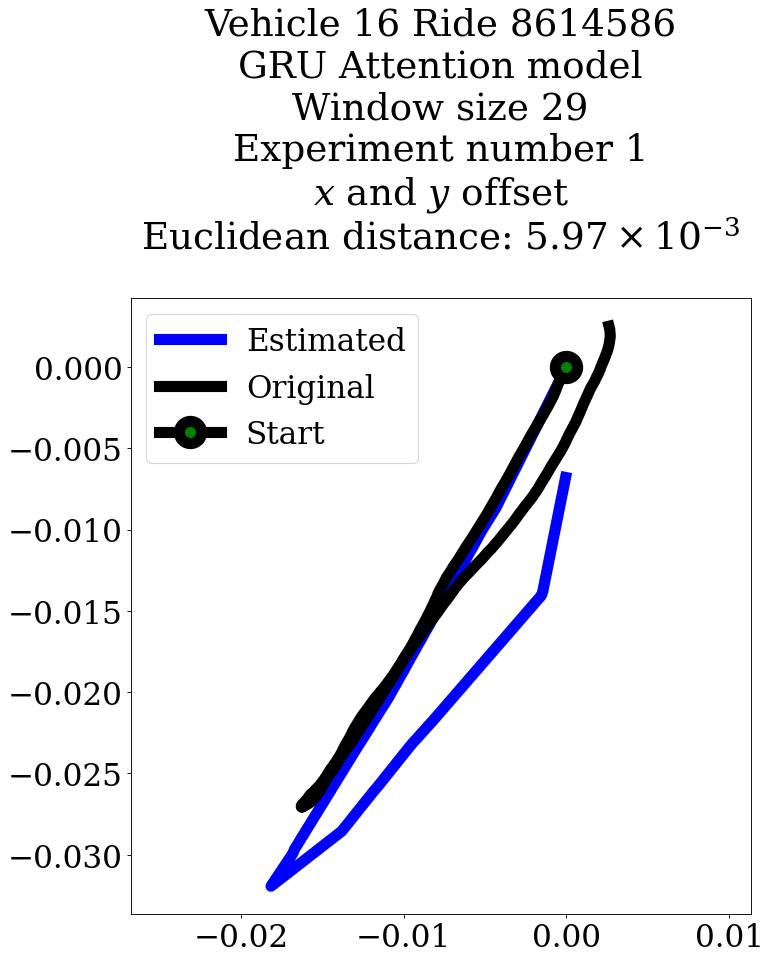 Vehicle 16 Ride 8614586
GRU Attention model
Window size 29
Experiment number 1
x and y offset
Euclidean distance: 5.97 × 10⁻³
Estimated
Original
Start
0.000
−0.005
−0.010
−0.015
−0.020
−0.025
−0.030
−0.02
−0.01
0.00
0.01